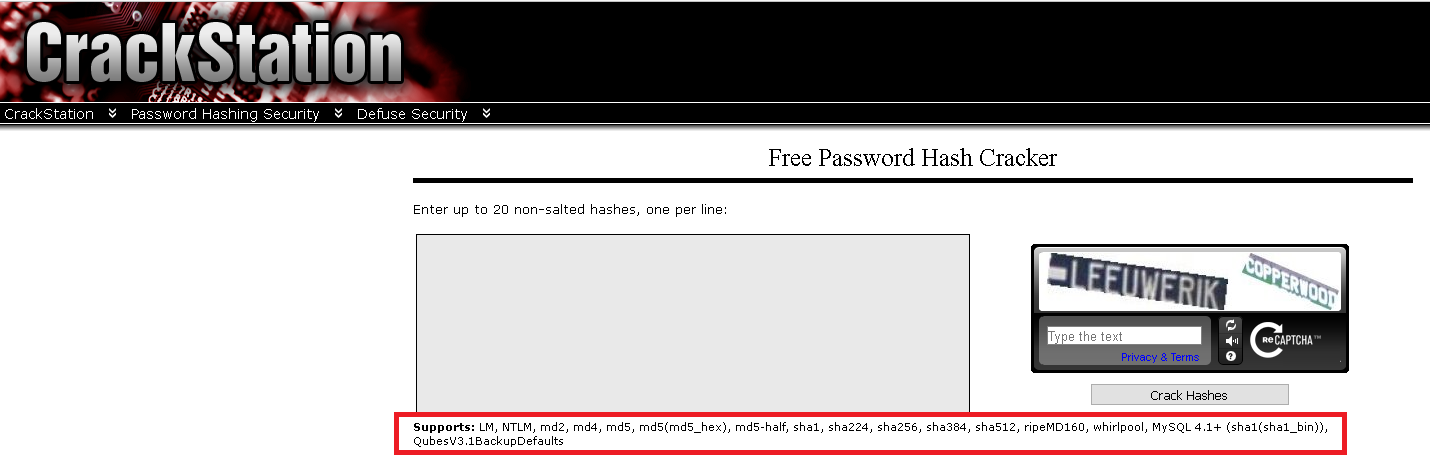 CrackStation
CrackStation Password Hashing Security Defuse Security
Free Password Hash Cracker
Enter up to 20 non-salted hashes, one per line:
LEEUWERIK COPPERWOOD
Type the text
Privacy & Terms
reCAPTCHA™
Crack Hashes
Supports: LM, NTLM, md2, md4, md5, md5(md5_hex), md5-half, sha1, sha224, sha256, sha384, sha512, ripeMD160, whirlpool, MySQL 4.1+ (sha1(sha1_bin)),
QubesV3.1BackupDefaults